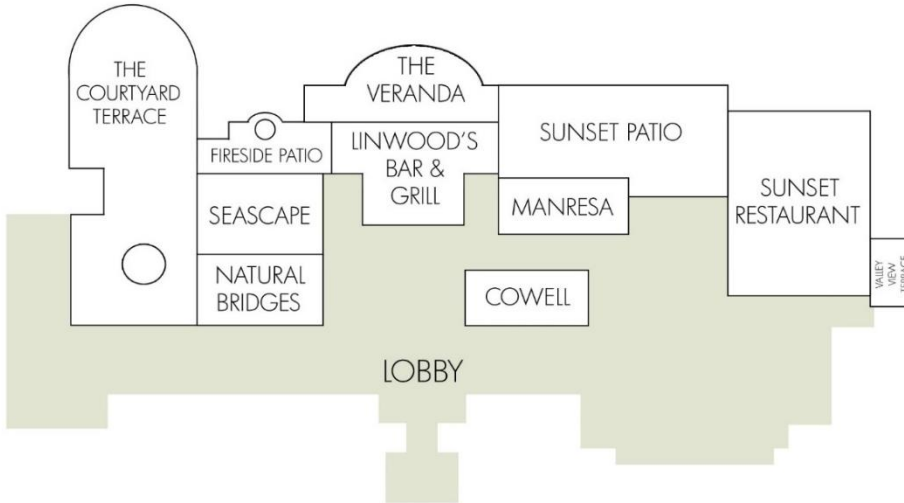 THE
COURTYARD
TERRACE
FIRESIDE PATIO
THE
VERANDA
LINWOOD'S
BAR &
GRILL
SUNSET PATIO
SEASCAPE
MANRESA
SUNSET
RESTAURANT
NATURAL
BRIDGES
COWELL
VALLEY
VIEW
TERRACE
LOBBY